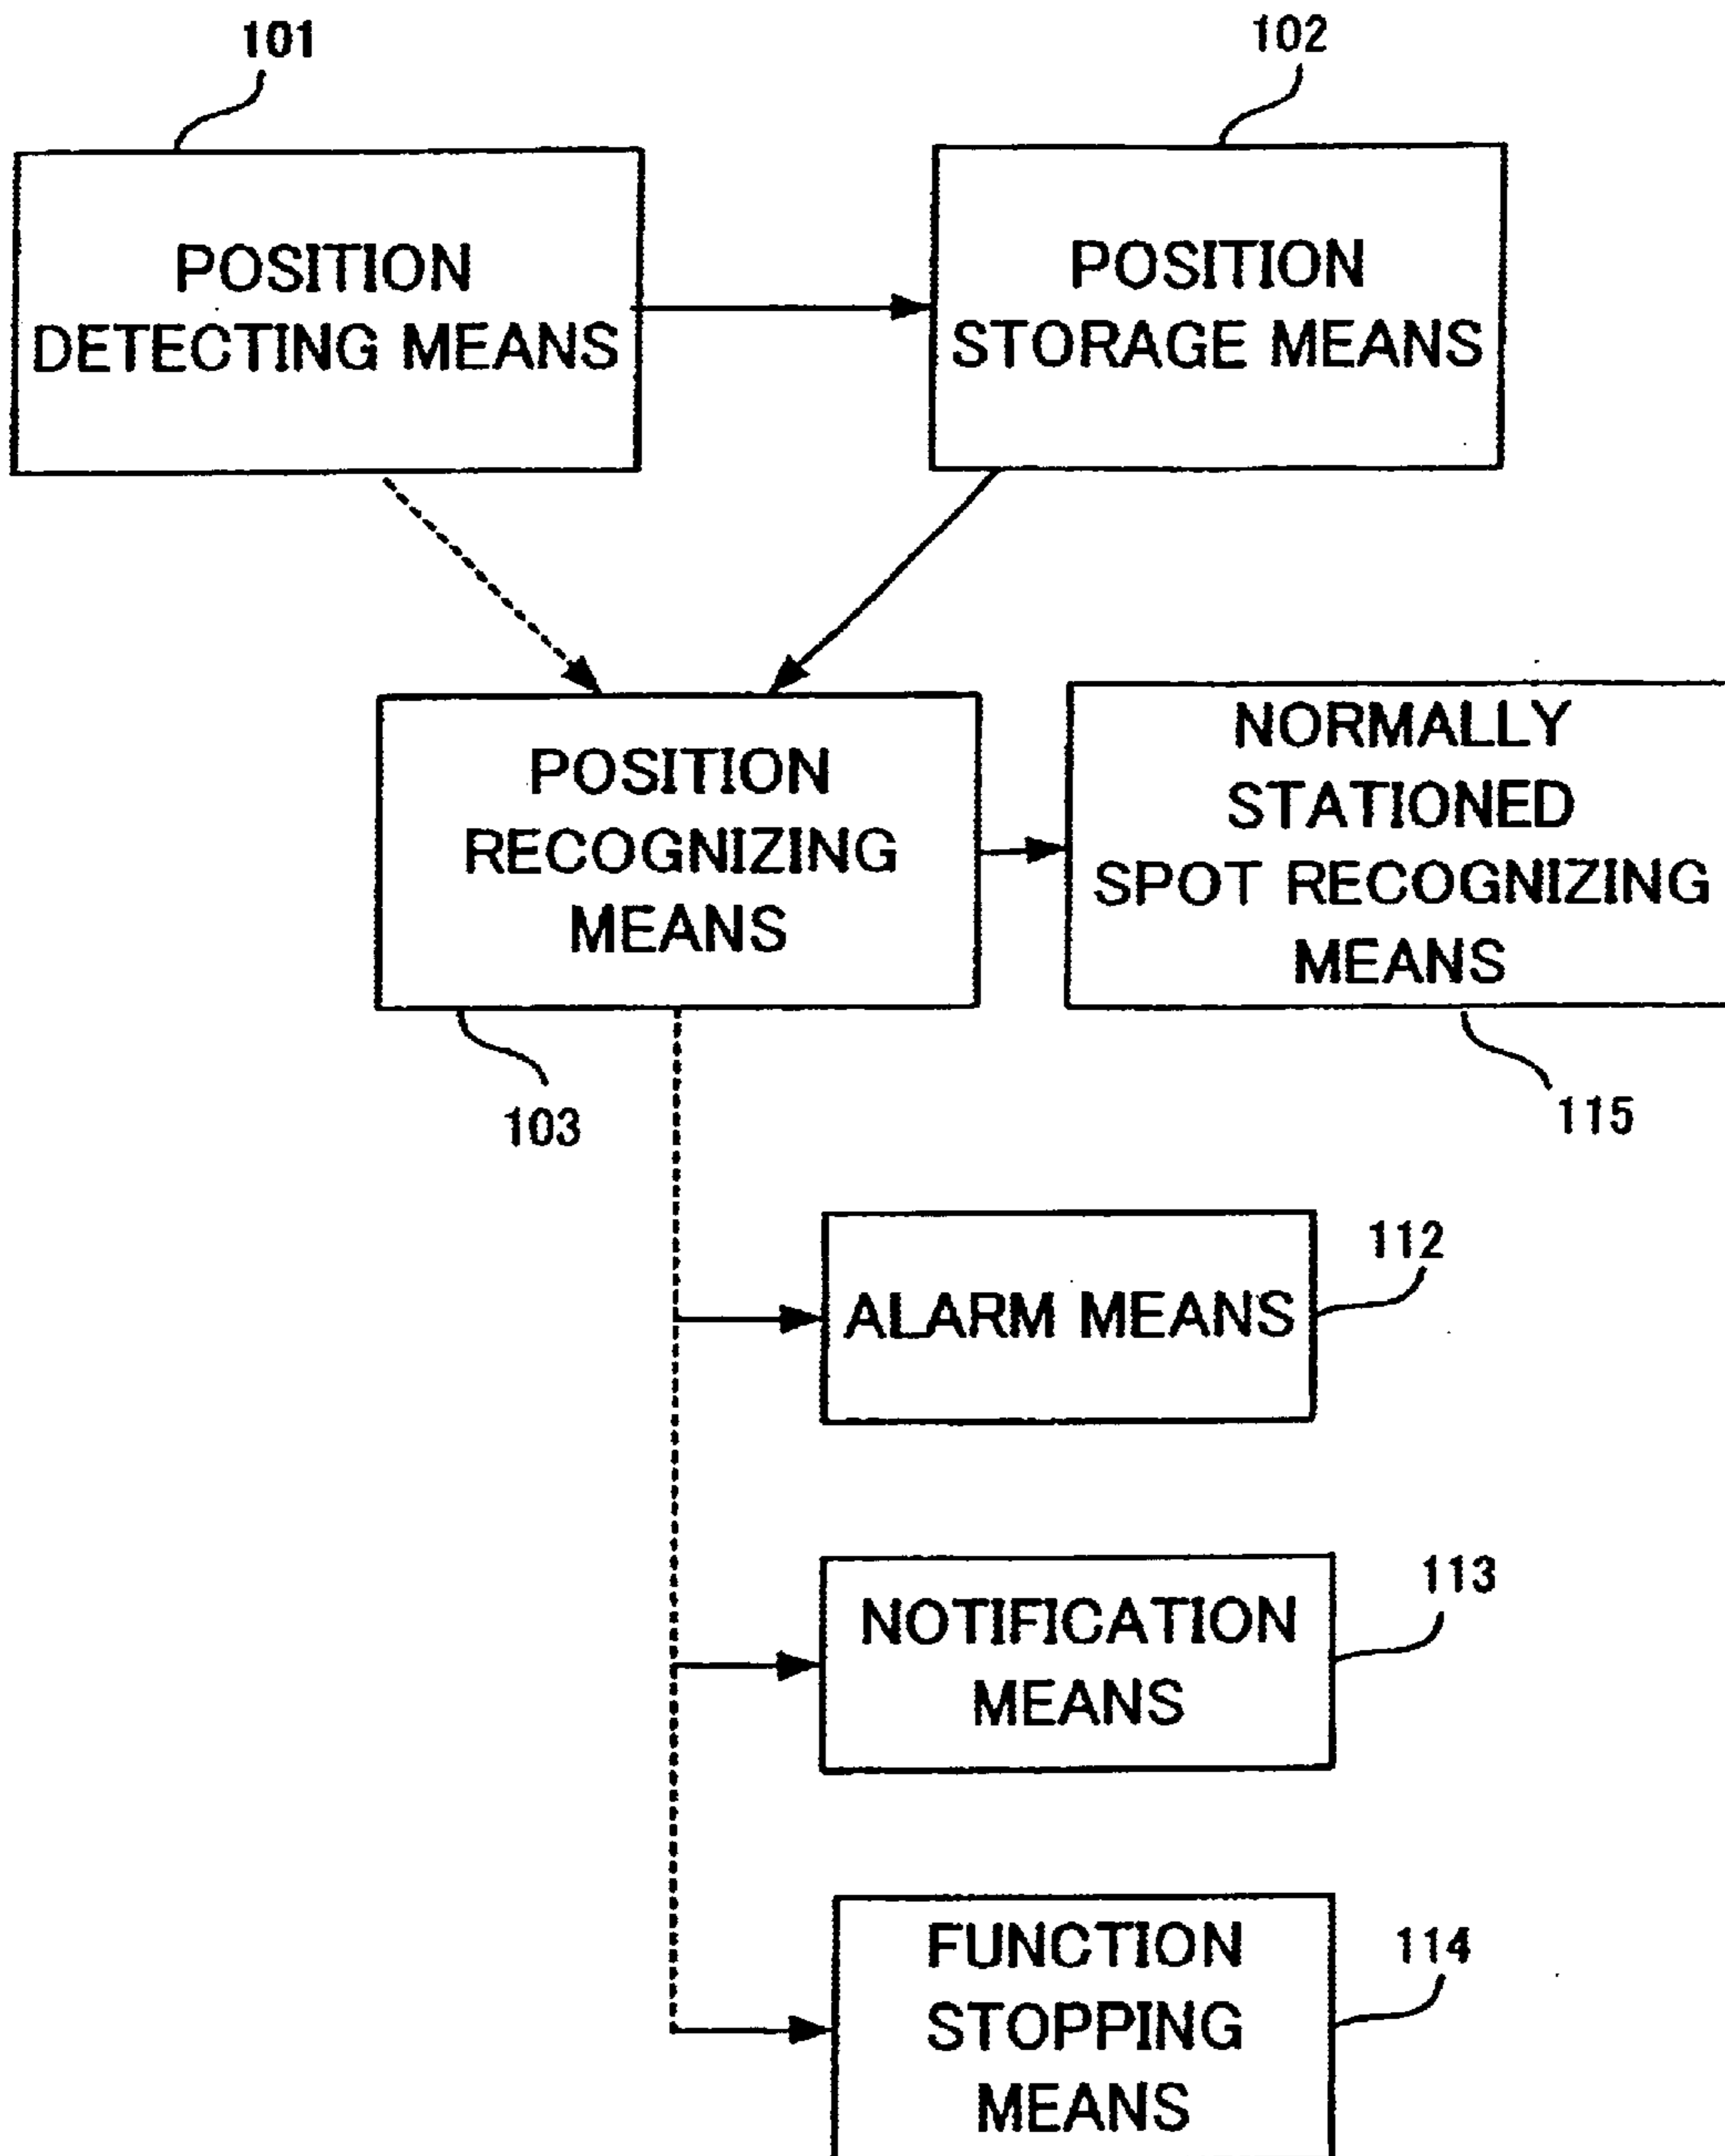 101
102
POSITION
DETECTING MEANS
POSITION
STORAGE MEANS
POSITION
RECOGNIZING
MEANS
NORMALLY
STATIONED
SPOT RECOGNIZING
MEANS
103
115
112
ALARM MEANS
113
NOTIFICATION
MEANS
114
FUNCTION
STOPPING
MEANS